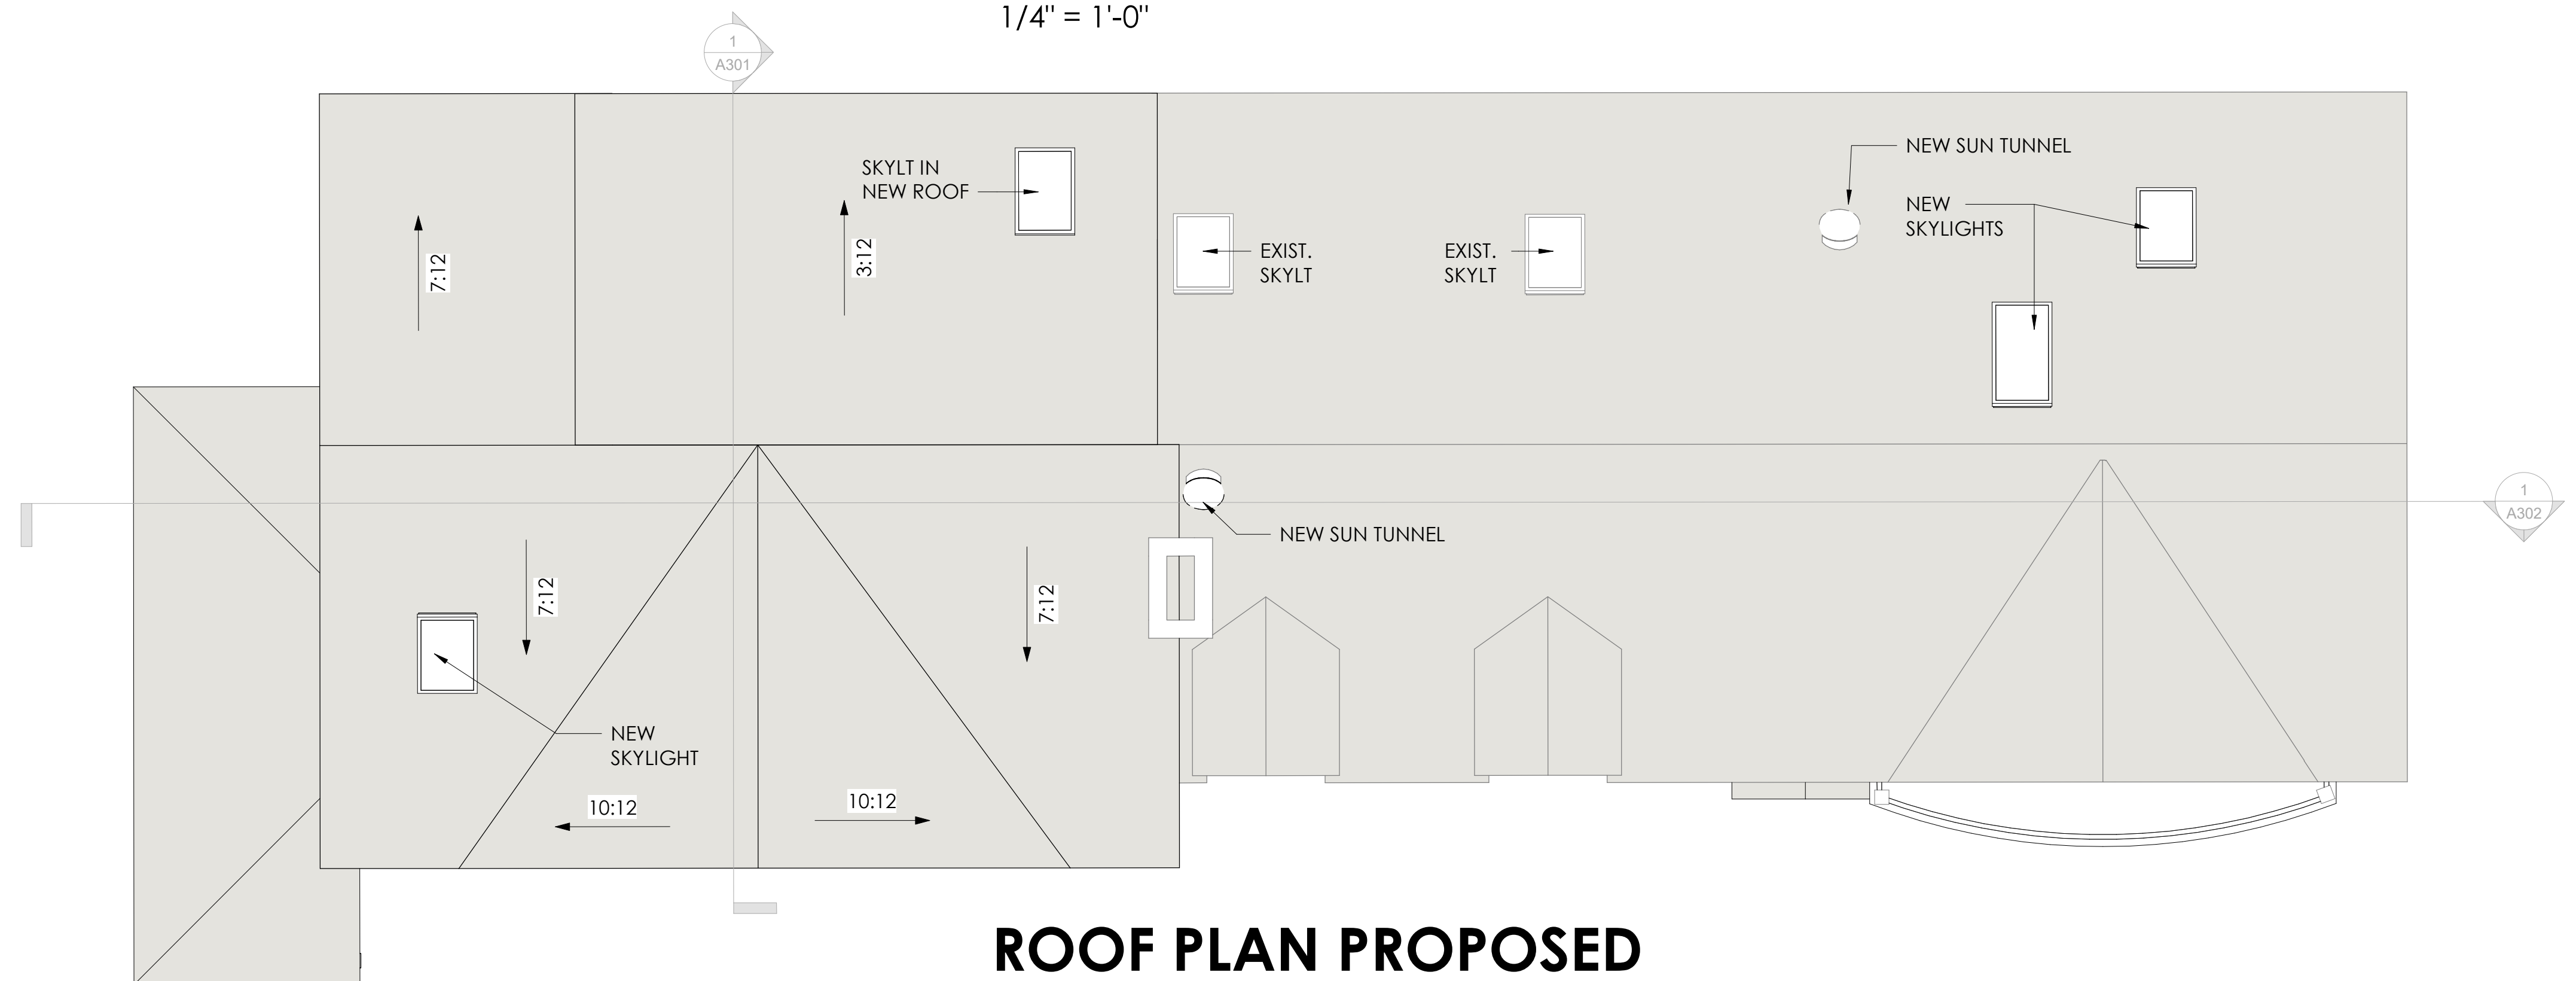 1/4" = 1'-0"
1
A301
NEW SUN TUNNEL
SKYLT IN
NEW ROOF
NEW
SKYLIGHTS
7:12
3:12
EXIST.
SKYLT
EXIST.
SKYLT
1
A302
NEW SUN TUNNEL
7:12
7:12
NEW
SKYLIGHT
10:12
10:12
ROOF PLAN PROPOSED